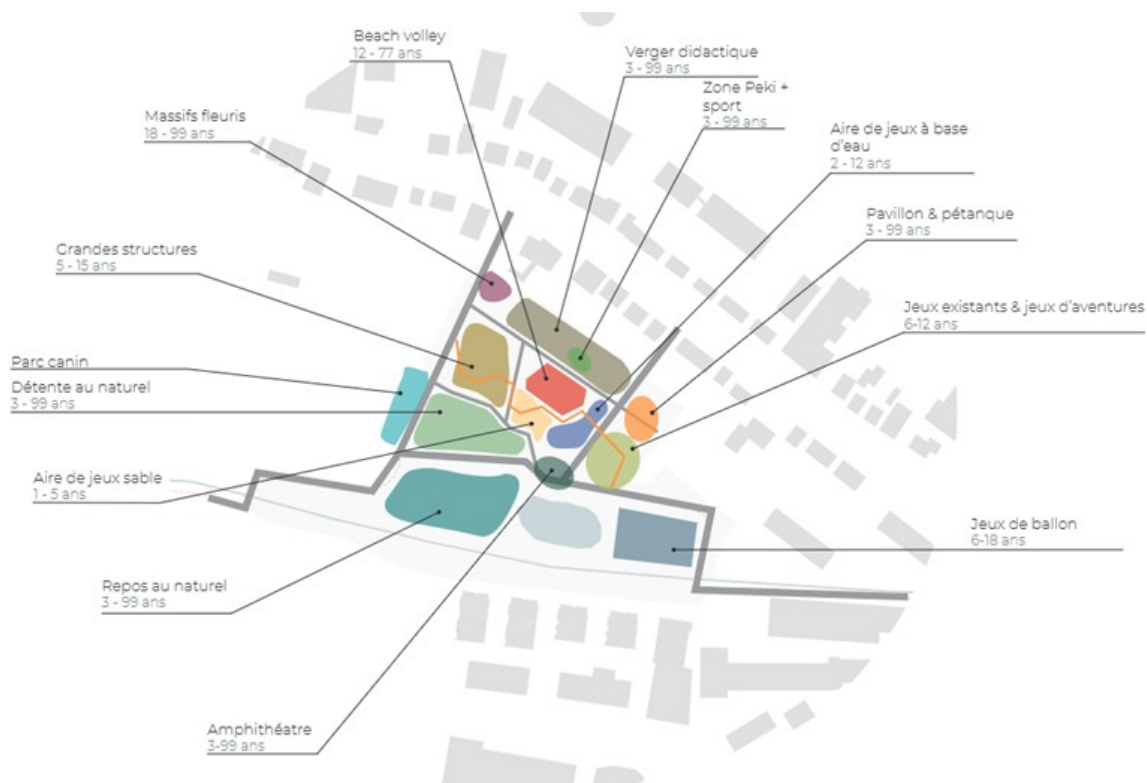 Beach volley
12 - 77 ans
Verger didactique
3 - 99 ans
Zone Peki +
sport
3 - 99 ans
Massifs fleuris
18 - 99 ans
Aire de jeux à base
d'eau
2 - 12 ans
Pavillon & pétanque
3 - 99 ans
Grandes structures
5 - 15 ans
Jeux existants & jeux d'aventures
6-12 ans
Parc canin
Détente au naturel
3 - 99 ans
Aire de jeux sable
1 - 5 ans
Jeux de ballon
6-18 ans
Repos au naturel
3 - 99 ans
Amphithéatre
3-99 ans